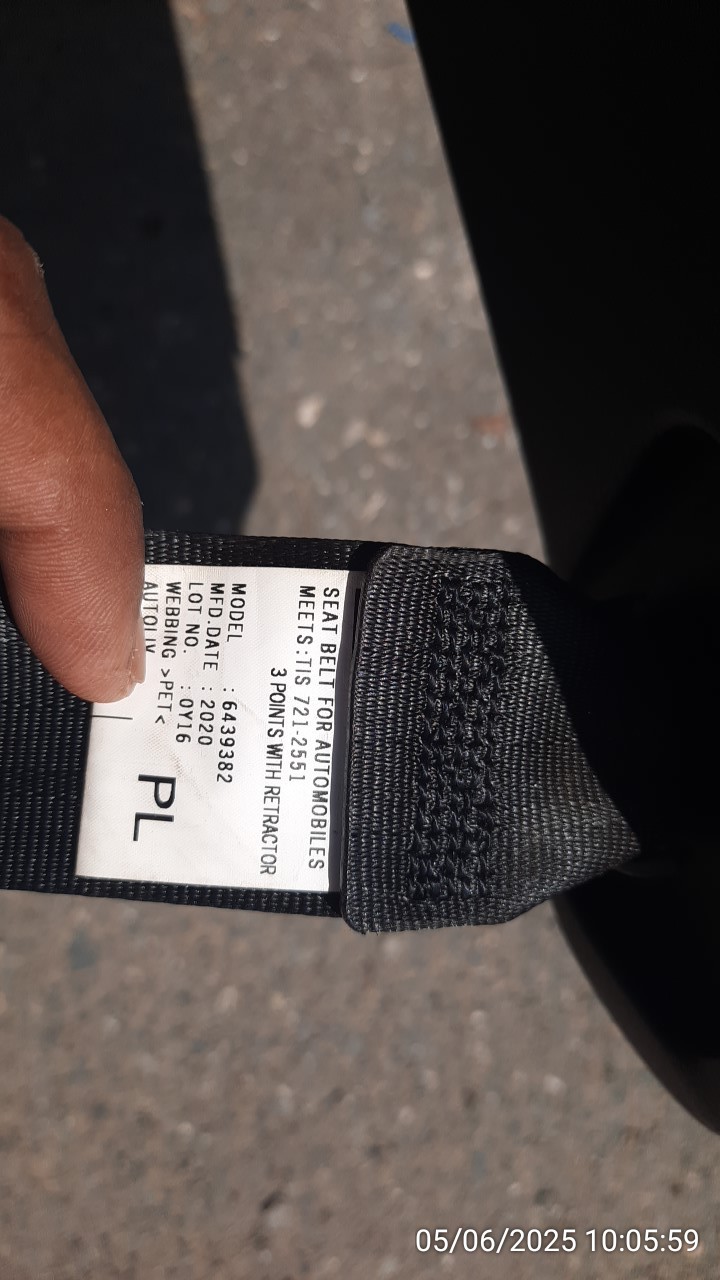 SEAT BELT FOR AUTOMOBILES
MEETS:TIS 721-2551
3 POINTS WITH RETRACTOR
MODEL : 6439382
MFD.DATE : 2020
LOT NO. : 0Y16
WEBBING >PET<
AUTOLIV
PL
05/06/2025 10:05:59